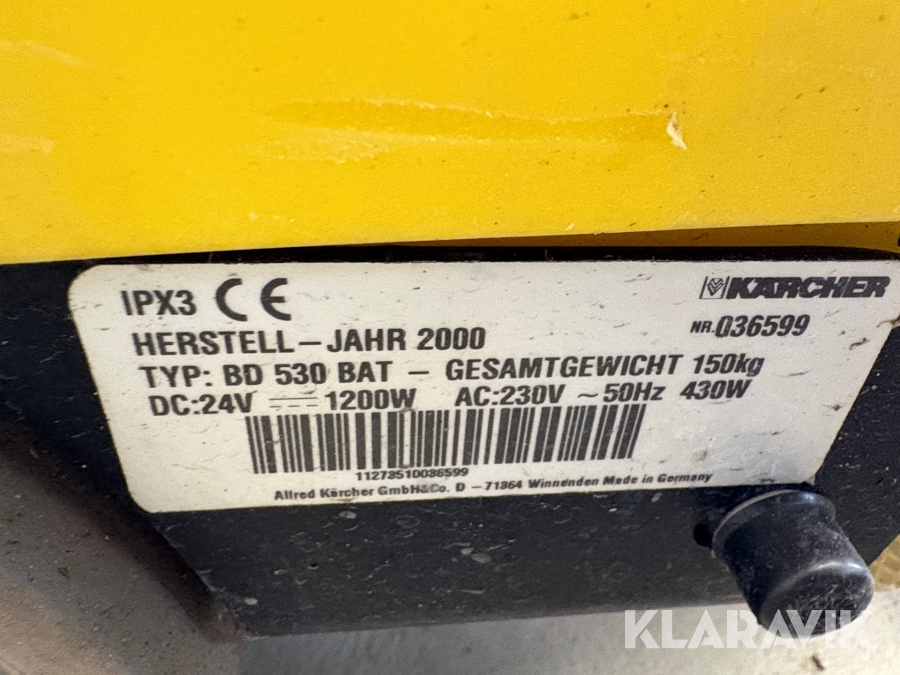 IPX3 CE
KÄRCHER
NR. 036599
HERSTELL-JAHR 2000
TYP: BD 530 BAT - GESAMTGEWICHT 150kg
DC:24V 1200W AC:230V ~50Hz 430W
11273510036599
Alfred Kärcher GmbH&Co. D - 71364 Winnenden Made in Germany
KLARAVIK